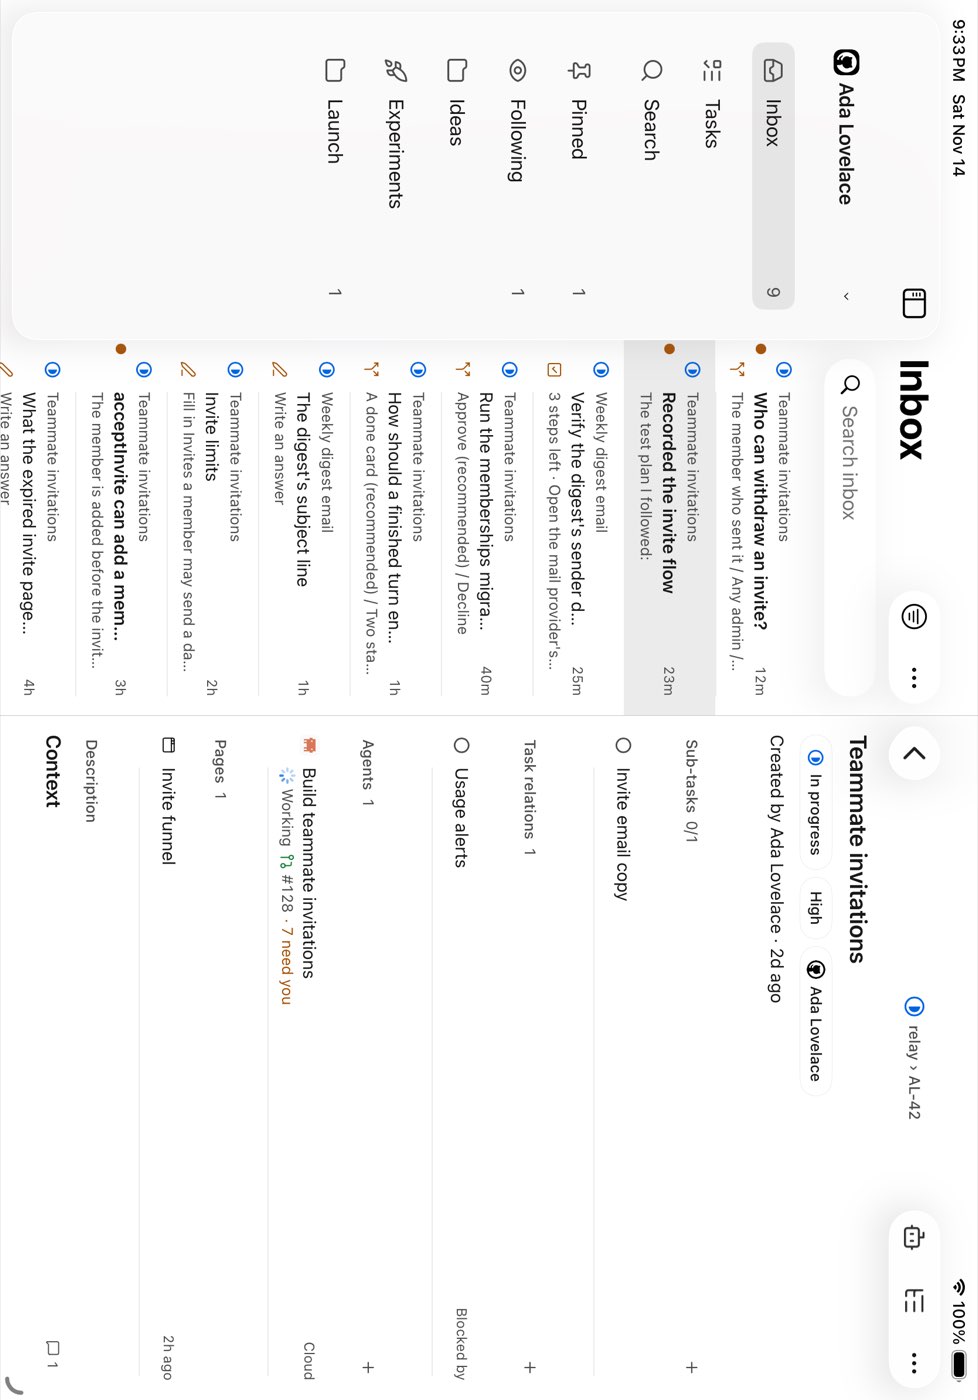 9:33 PM Sat Nov 14
100%
Ada Lovelace
Inbox 9
Tasks
Search
Pinned 1
Following 1
Ideas
Experiments
Launch 1
Inbox
Search inbox
Teammate invitations
Who can withdraw an invite? 12m
The member who sent it / Any admin /...
Teammate invitations
Recorded the invite flow 23m
The test plan I followed:
Weekly digest email
Verify the digest's sender d... 25m
3 steps left · Open the mail provider's...
Teammate invitations
Run the memberships migra... 40m
Approve (recommended) / Decline
Teammate invitations
How should a finished turn en... 1h
A done card (recommended) / Two sta...
Weekly digest email
The digest's subject line 1h
Write an answer
Teammate invitations
Invite limits 2h
Fill in Invites a member may send a da...
Teammate invitations
acceptInvite can add a mem... 3h
The member is added before the invit...
Teammate invitations
What the expired invite page... 4h
Write an answer
relay › AL-42
Teammate invitations
In progress High Ada Lovelace
Created by Ada Lovelace · 2d ago
Sub-tasks 0/1
Invite email copy
Task relations 1
Usage alerts Blocked by
Agents 1
Build teammate invitations Cloud
Working #128 · 7 need you
Pages 1
Invite funnel 2h ago
Description
Context 1